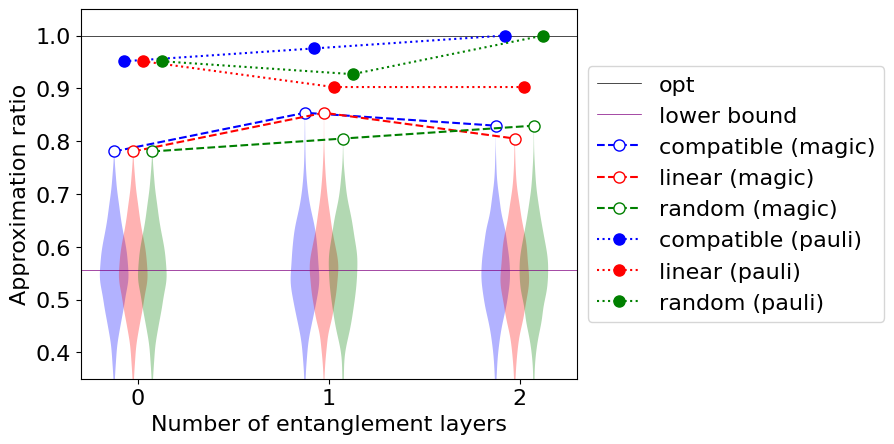 Approximation ratio
1.0
0.9
0.8
0.7
0.6
0.5
0.4
0
1
2
Number of entanglement layers
opt
lower bound
compatible (magic)
linear (magic)
random (magic)
compatible (pauli)
linear (pauli)
random (pauli)